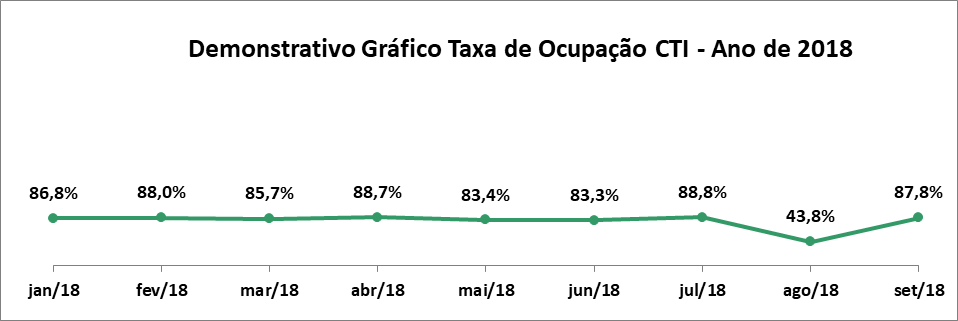 Demonstrativo Gráfico Taxa de Ocupação CTI - Ano de 2018
86,8% 88,0% 85,7% 88,7% 83,4% 83,3% 88,8% 43,8% 87,8%
jan/18 fev/18 mar/18 abr/18 mai/18 jun/18 jul/18 ago/18 set/18